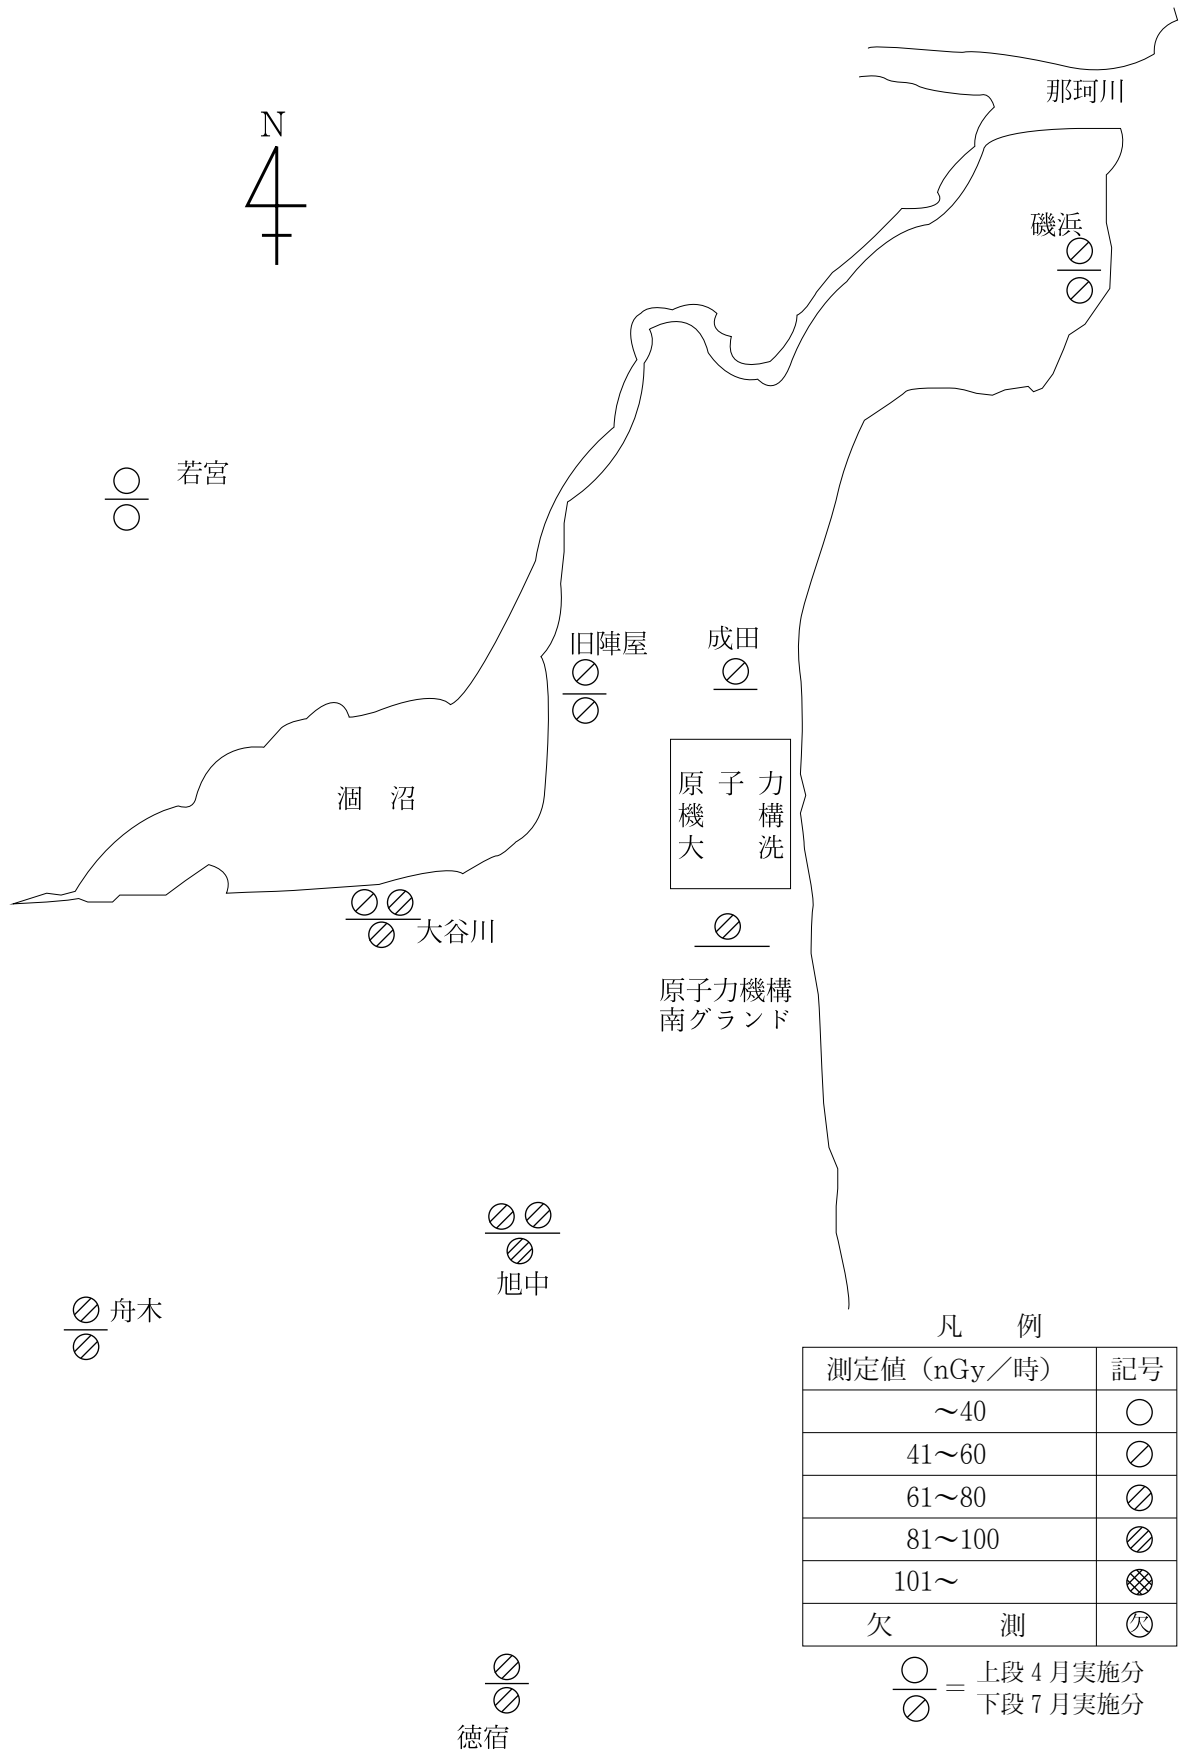 那珂川
N
磯浜
若宮
旧陣屋
成田
原子力
機構
大洗
涸沼
大谷川
原子力機構
南グランド
旭中
舟木
凡例
測定値（nGy／時） 記号
～40
41～60
61～80
81～100
101～
欠測 欠
＝ 上段4月実施分
下段7月実施分
徳宿